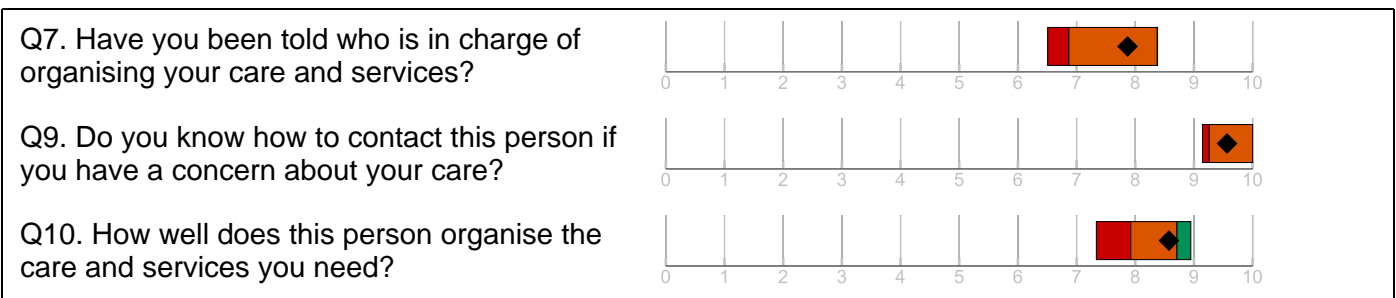 Q7. Have you been told who is in charge of
organising your care and services?
0 1 2 3 4 5 6 7 8 9 10
Q9. Do you know how to contact this person if
you have a concern about your care?
0 1 2 3 4 5 6 7 8 9 10
Q10. How well does this person organise the
care and services you need?
0 1 2 3 4 5 6 7 8 9 10